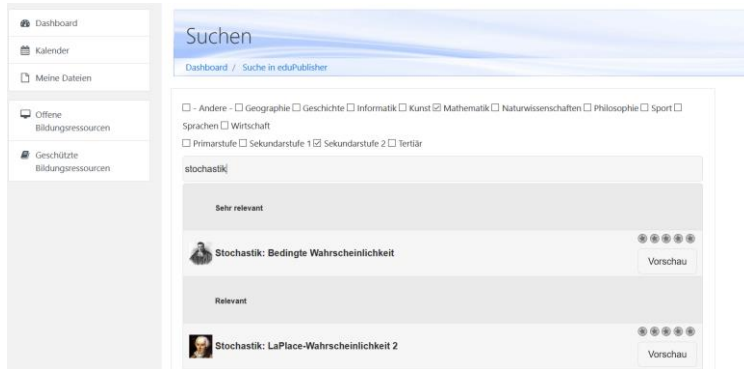 Dashboard
Kalender
Meine Dateien
Offene
Bildungsressourcen
Geschützte
Bildungsressourcen
Suchen
Dashboard / Suche in eduPublisher
- Andere - Geographie Geschichte Informatik Kunst Mathematik Naturwissenschaften Philosophie Sport
Sprachen Wirtschaft
Primarstufe Sekundarstufe 1 Sekundarstufe 2 Tertiär
stochastik
Sehr relevant
Stochastik: Bedingte Wahrscheinlichkeit
Vorschau
Relevant
Stochastik: LaPlace-Wahrscheinlichkeit 2
Vorschau